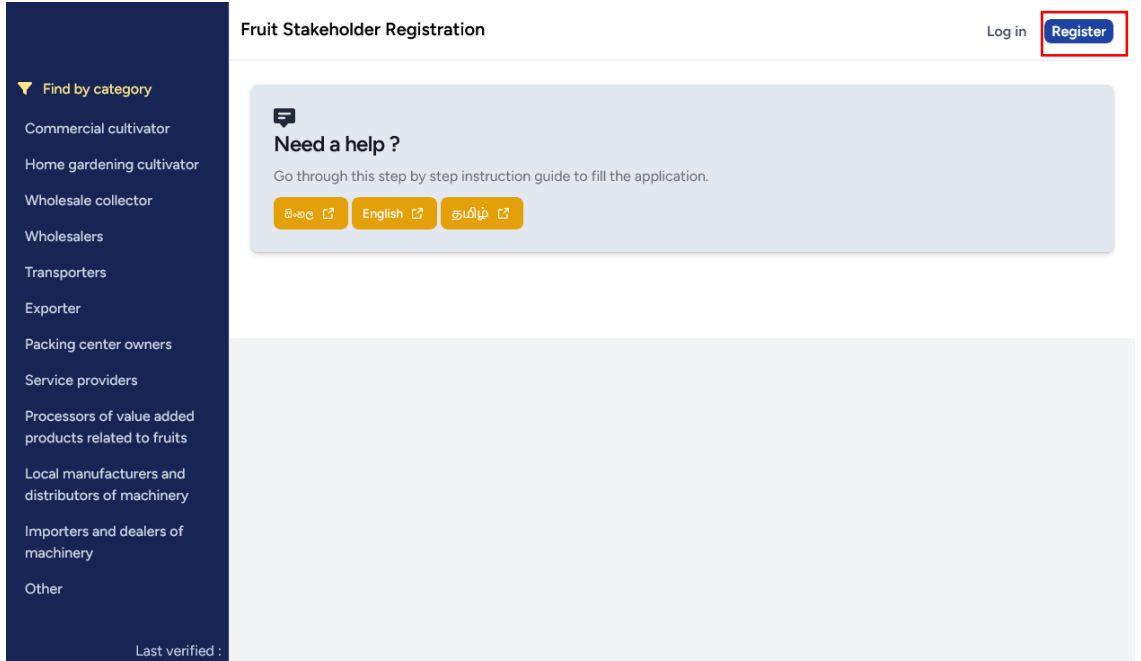 Fruit Stakeholder Registration
Log in
Register
Find by category
Commercial cultivator
Home gardening cultivator
Wholesale collector
Wholesalers
Transporters
Exporter
Packing center owners
Service providers
Processors of value added
products related to fruits
Local manufacturers and
distributors of machinery
Importers and dealers of
machinery
Other
Last verified :
Need a help ?
Go through this step by step instruction guide to fill the application.
සිංහල
English
தமிழ்